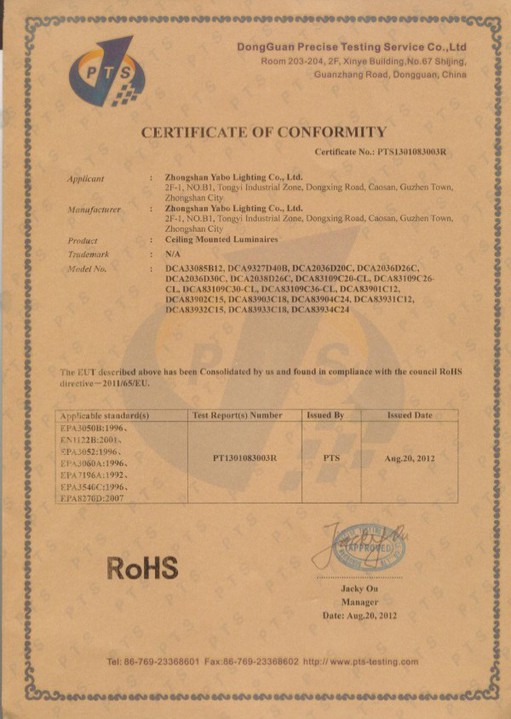 PTS
DongGuan Precise Testing Service Co.,Ltd
Room 203-204, 2F, Xinye Building,No.67 Shijing,
Guanzhang Road, Dongguan, China
CERTIFICATE OF CONFORMITY
Certificate No.: PTS1301083003R
Applicant : Zhongshan Yabo Lighting Co., Ltd.
2F-1, NO.B1, Tongyi Industrial Zone, Dongxing Road, Caosan, Guzhen Town,
Zhongshan City
Manufacturer : Zhongshan Yabo Lighting Co., Ltd.
2F-1, NO.B1, Tongyi Industrial Zone, Dongxing Road, Caosan, Guzhen Town,
Zhongshan City
Product : Ceiling Mounted Luminaires
Trademark : N/A
Model No. : DCA33085B12, DCA9327D40B, DCA2036D20C, DCA2036D26C,
DCA2036D30C, DCA2038D26C, DCA83109C20-CL, DCA83109C26-
CL, DCA83109C30-CL, DCA83109C36-CL, DCA83901C12,
DCA83902C15, DCA83903C18, DCA83904C24, DCA83931C12,
DCA83932C15, DCA83933C18, DCA83934C24
The EUT described above has been Consolidated by us and found in compliance with the council RoHS
directive—2011/65/EU.
Applicable standard(s) Test Report(s) Number Issued By Issued Date
EPA3050B:1996、
EN1122B:2001、
EPA3052:1996、
EPA3060A:1996、
EPA7196A:1992、 PT1301083003R PTS Aug.20, 2012
EPA3540C:1996、
EPA8270D:2007
APPROVED
RoHS
Jacky Ou
Manager
Date: Aug.20, 2012
Tel: 86-769-23368601 Fax:86-769-23368602 http://www.pts-testing.com